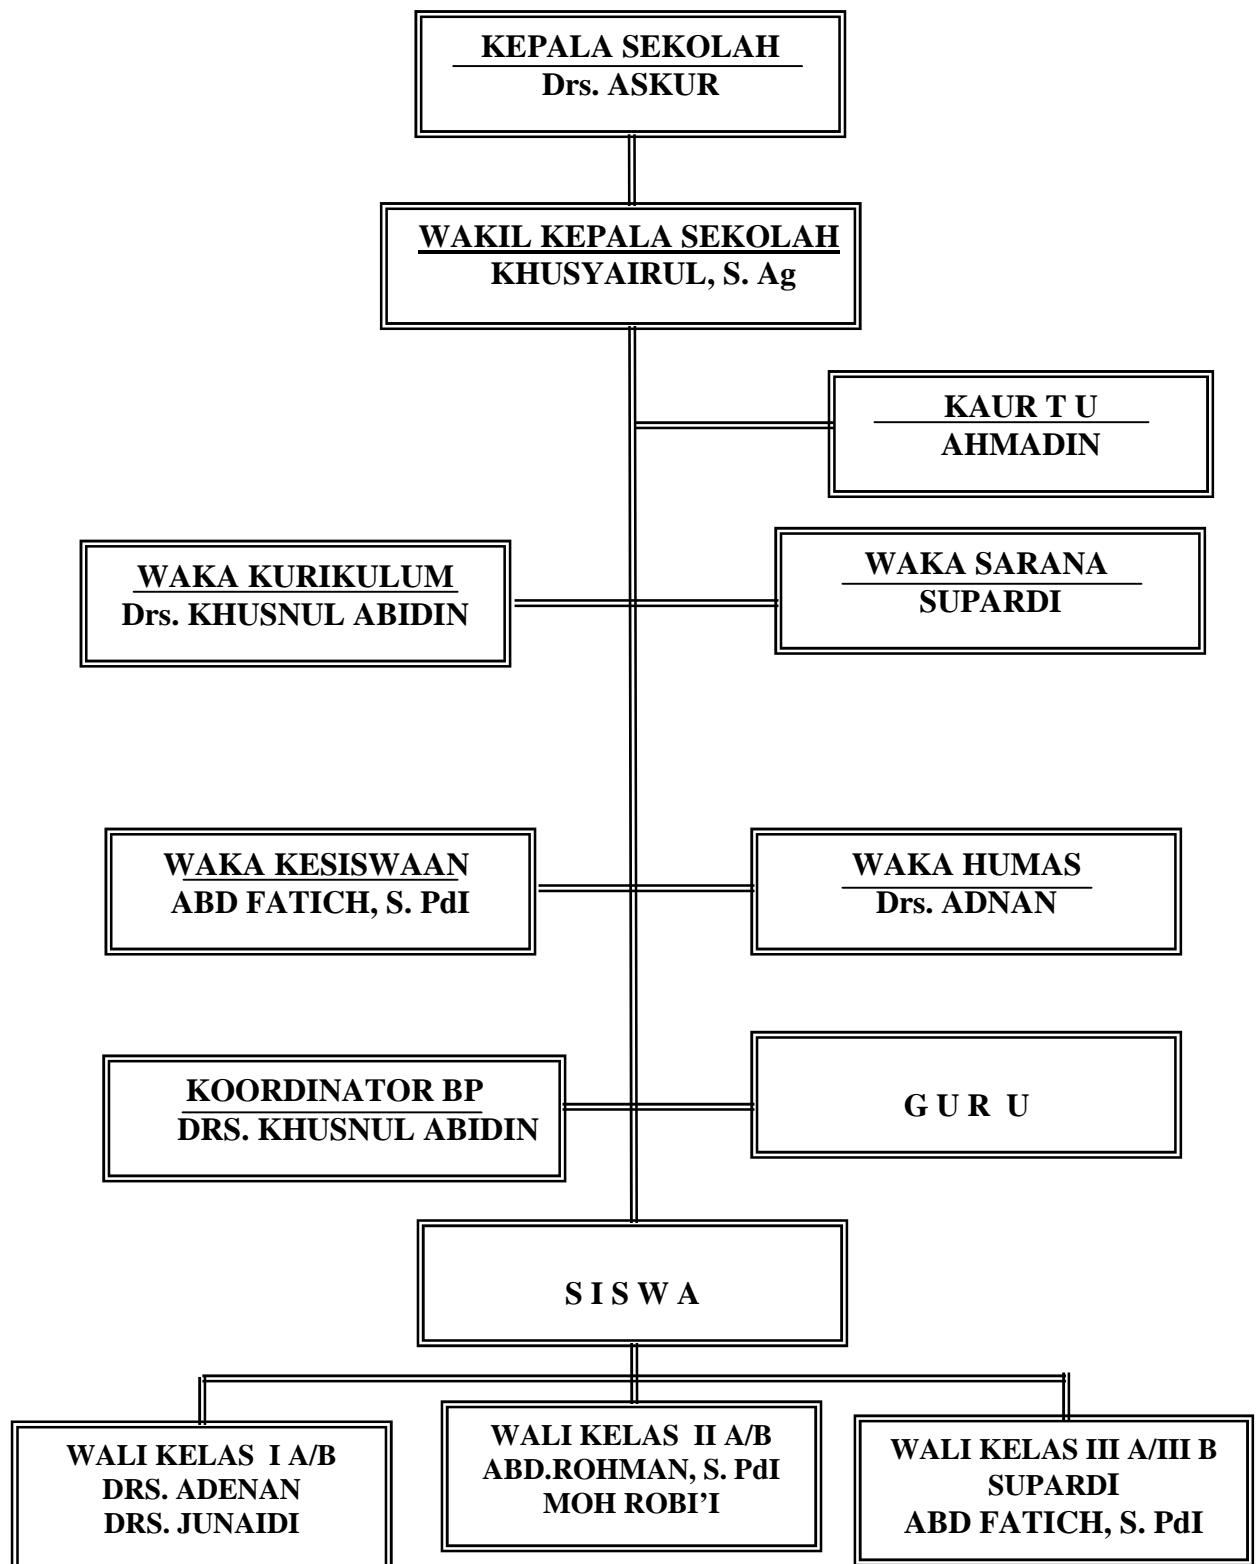 KEPALA SEKOLAH
Drs. ASKUR
WAKIL KEPALA SEKOLAH
KHUSYAIRUL, S. Ag
KAUR T U
AHMADIN
WAKA KURIKULUM
Drs. KHUSNUL ABIDIN
WAKA SARANA
SUPARDI
WAKA KESISWAAN
ABD FATICH, S. PdI
WAKA HUMAS
Drs. ADNAN
KOORDINATOR BP
DRS. KHUSNUL ABIDIN
G U R U
S I S W A
WALI KELAS I A/B
DRS. ADENAN
DRS. JUNAIDI
WALI KELAS II A/B
ABD.ROHMAN, S. PdI
MOH ROBI’I
WALI KELAS III A/III B
SUPARDI
ABD FATICH, S. PdI